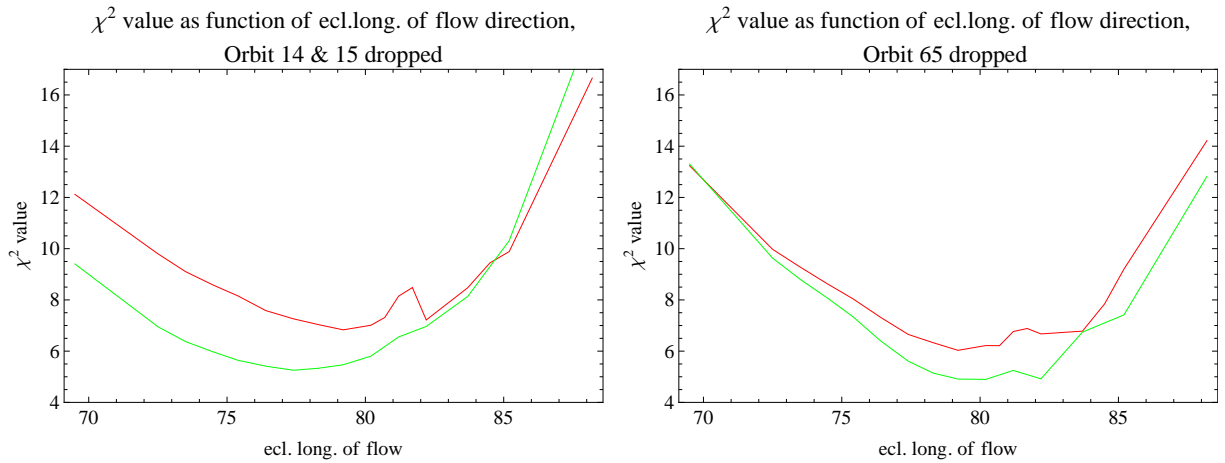 χ² value as function of ecl.long. of flow direction,
Orbit 14 & 15 dropped
16
14
12
10
8
6
4
χ² value
70
75
80
85
ecl. long. of flow
χ² value as function of ecl.long. of flow direction,
Orbit 65 dropped
16
14
12
10
8
6
4
χ² value
70
75
80
85
ecl. long. of flow